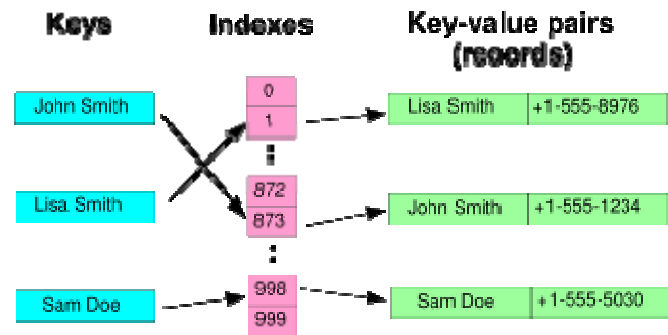 Keys
Indexes
Key-value pairs
(records)
John Smith
Lisa Smith
Sam Doe
0
1
872
873
998
999
Lisa Smith +1-555-8976
John Smith +1-555-1234
Sam Doe +1-555-5030